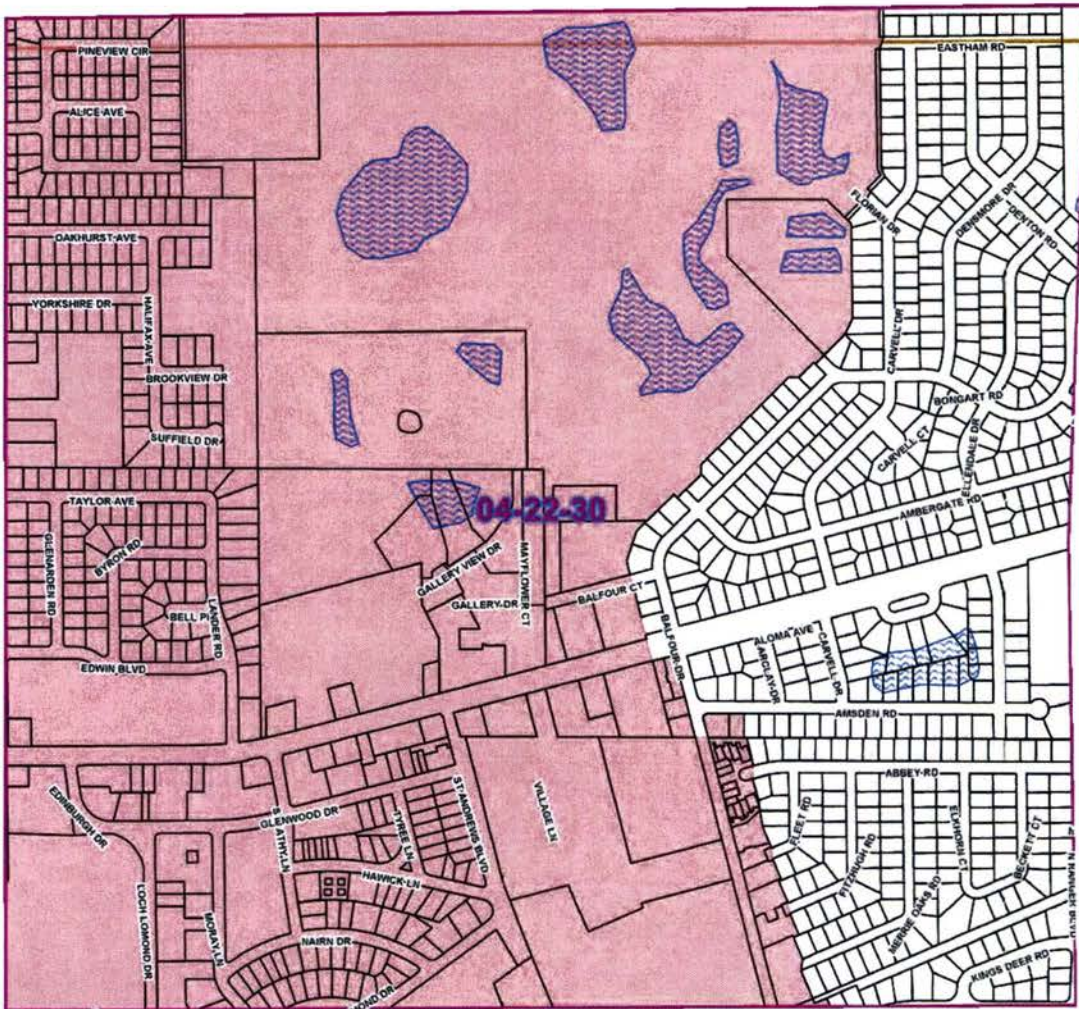 PINEVIEW CIR
EASTHAM RD
ALICE AVE
FLORIAN DR
DENSMORE DR
DENTON RD
OAKHURST AVE
YORKSHIRE DR
HALIFAX AVE
CARVELL DR
BROOKVIEW DR
BONGART RD
SUFFIELD DR
CARVELL CT
ELLENDALE DR
TAYLOR AVE
04-22-30
AMBERGATE RD
BYRON RD
GLENARDEN RD
GALLERY VIEW DR
MAYFLOWER CT
BALFOUR CT
GALLERY DR
BELL PL
LANDER RD
BALFOUR DR
ALOMA AVE
BARCLAY DR
CARVELL DR
EDWIN BLVD
AMSDEN RD
ABBEY RD
EDINBURGH DR
GLENWOOD DR
TYREE LN
ST ANDREWS BLVD
VILLAGE LN
FLEET RD
FITZHUGH RD
ELKHORN CT
BECKETT CT
HAWICK LN
LOCH LOMOND DR
MORAY LN
NAIRN DR
MERRIE OAKS RD
KINGS DEER RD
MOND DR